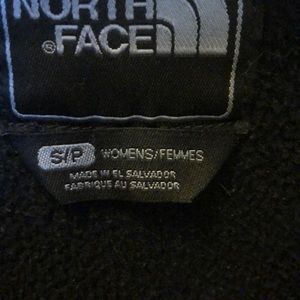 NORTH
FACE
®
S/P WOMENS/FEMMES
MADE IN EL SALVADOR
FABRIQUE AU SALVADOR